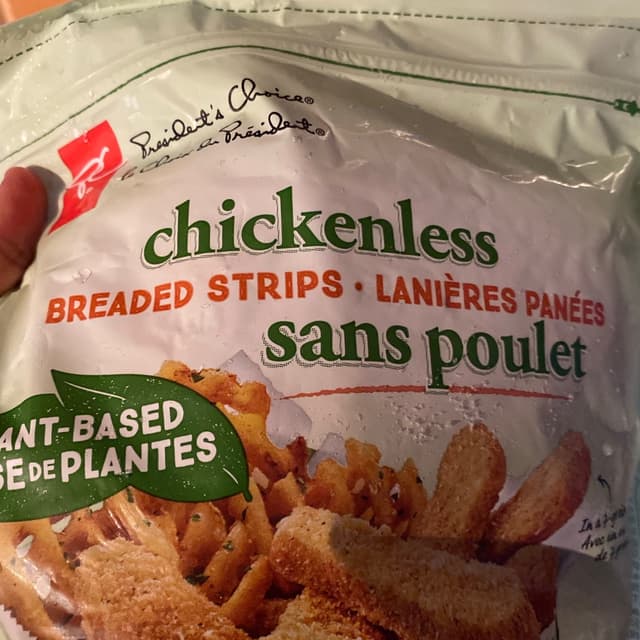 President's Choice®
le Choix du Président®
chickenless
BREADED STRIPS • LANIÈRES PANÉES
sans poulet
ANT-BASED
SE DE PLANTES